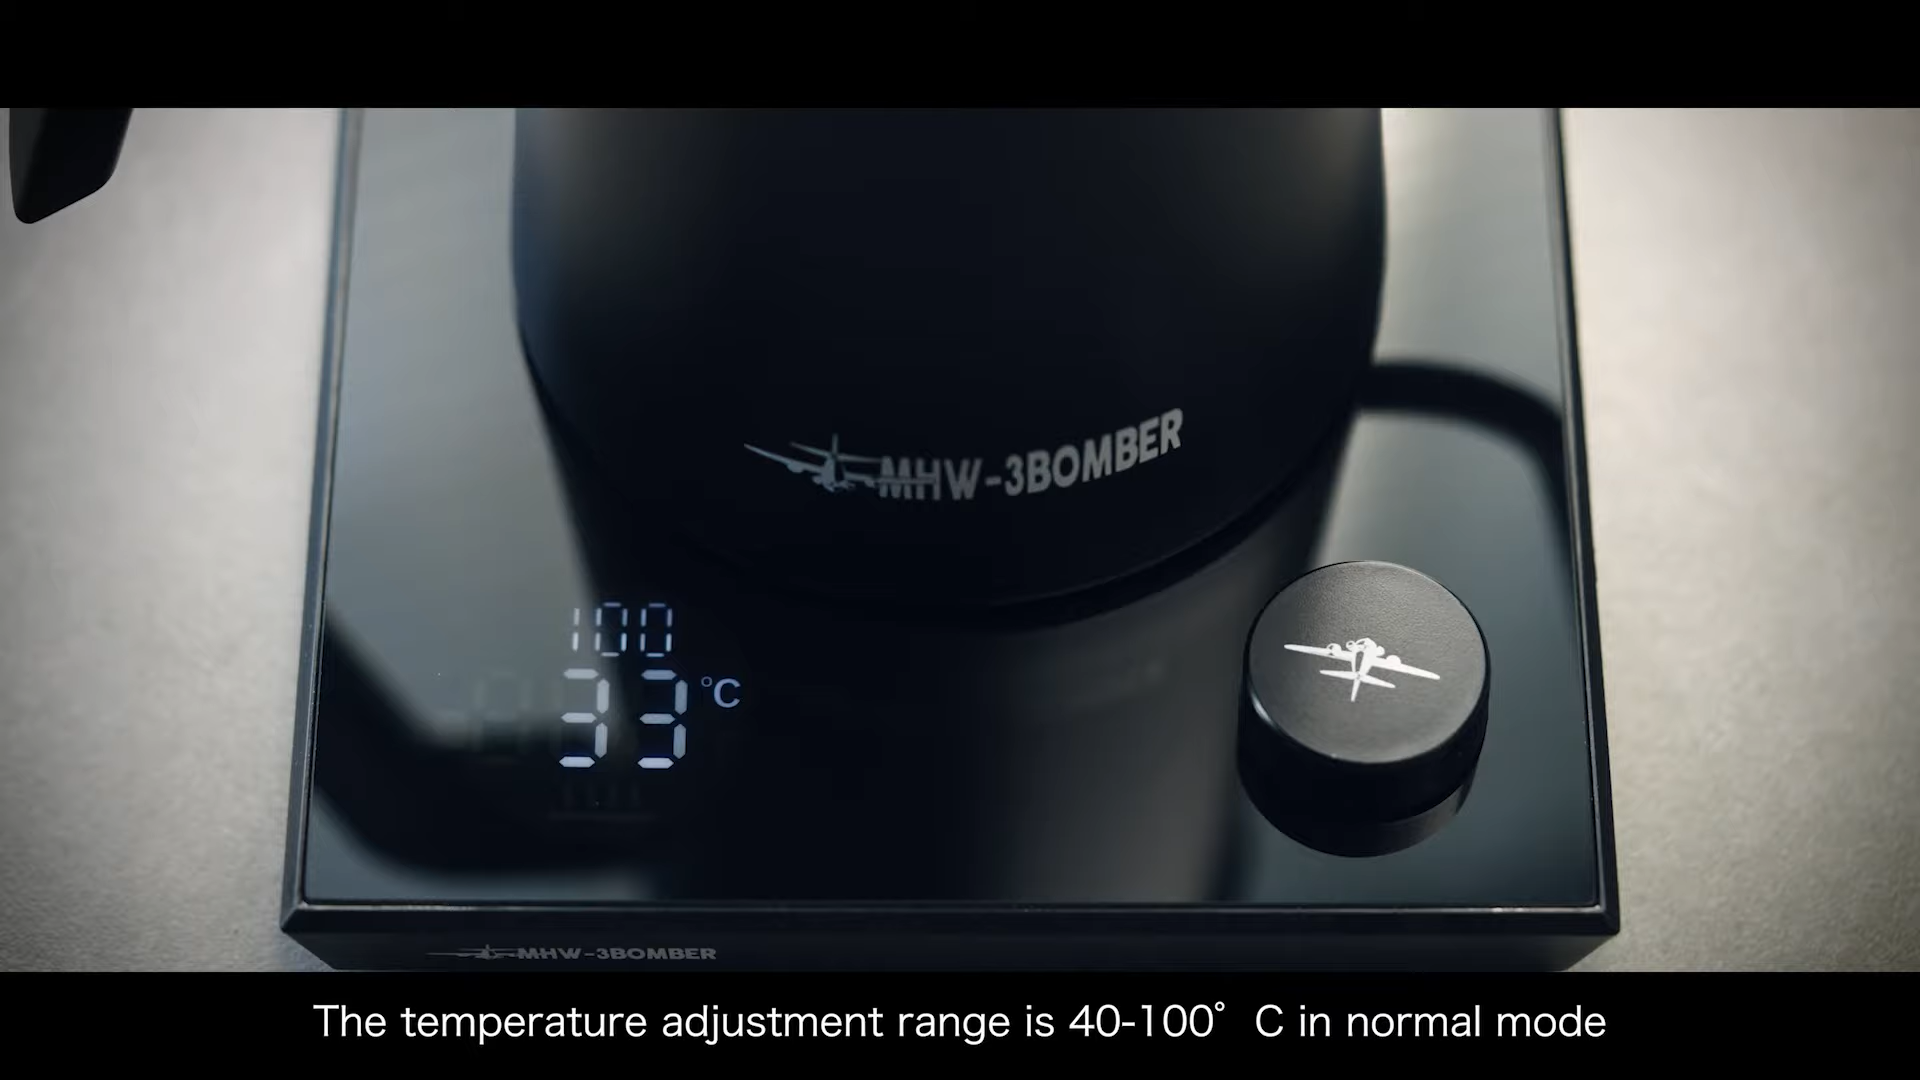 MHW-3BOMBER
100
33 °C
MHW-3BOMBER
The temperature adjustment range is 40-100° C in normal mode